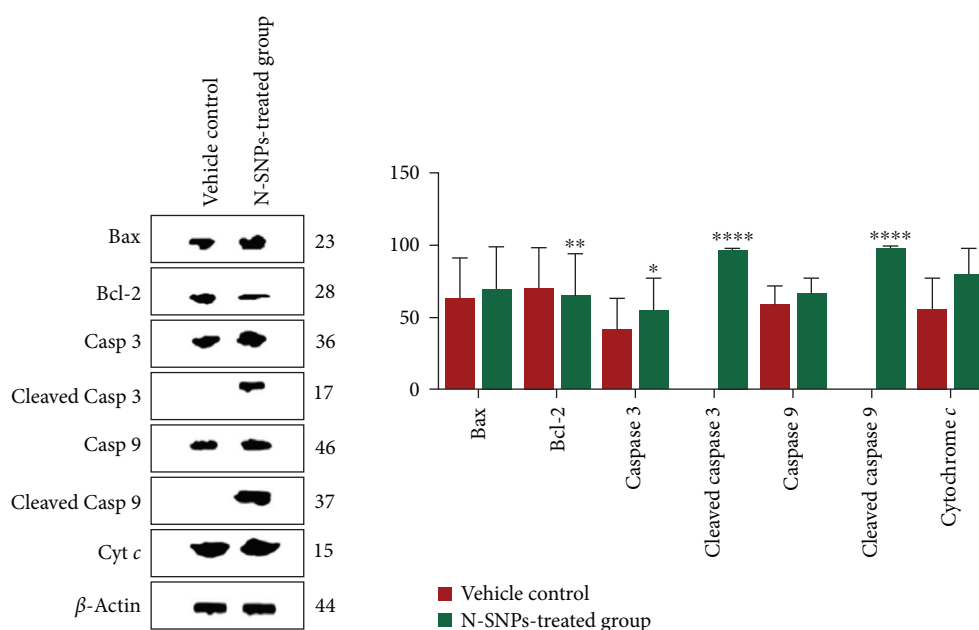 Vehicle control
N-SNPs-treated group
Bax 23
Bcl-2 28
Casp 3 36
Cleaved Casp 3 17
Casp 9 46
Cleaved Casp 9 37
Cyt c 15
β-Actin 44
150
100
50
0
**
*
****
****
Bax
Bcl-2
Caspase 3
Cleaved caspase 3
Caspase 9
Cleaved caspase 9
Cytochrome c
Vehicle control
N-SNPs-treated group